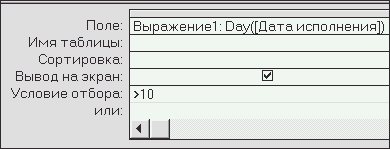 Поле: Выражение1: Day([Дата исполнения])
Имя таблицы:
Сортировка:
Вывод на экран:
Условие отбора: >10
или: